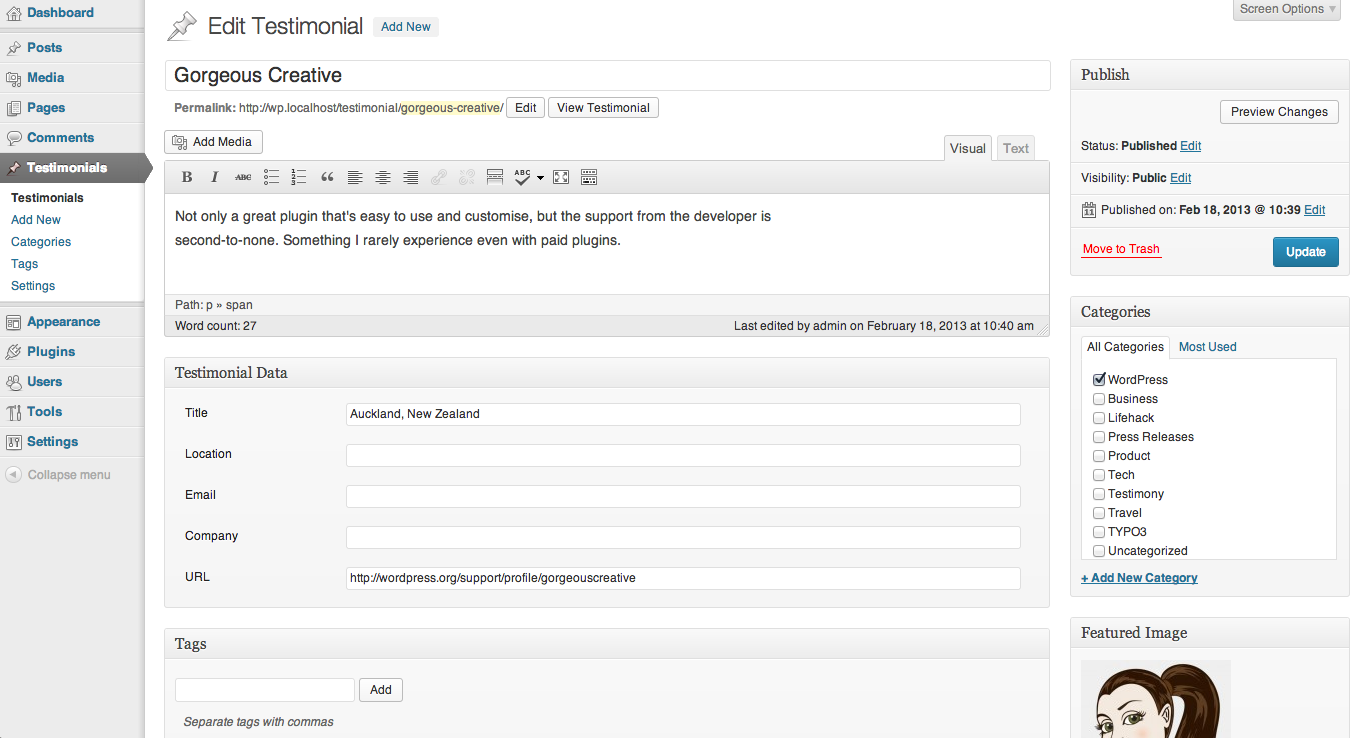 Dashboard
Posts
Media
Pages
Comments
Testimonials
Testimonials
Add New
Categories
Tags
Settings
Appearance
Plugins
Users
Tools
Settings
Collapse menu
Screen Options
Edit Testimonial Add New
Gorgeous Creative
Permalink: http://wp.localhost/testimonial/gorgeous-creative/ Edit View Testimonial
Add Media
Visual Text
B I ABC ABC
Not only a great plugin that's easy to use and customise, but the support from the developer is
second-to-none. Something I rarely experience even with paid plugins.
Path: p » span
Word count: 27 Last edited by admin on February 18, 2013 at 10:40 am
Testimonial Data
Title Auckland, New Zealand
Location
Email
Company
URL http://wordpress.org/support/profile/gorgeouscreative
Tags
Add
Separate tags with commas
Publish
Preview Changes
Status: Published Edit
Visibility: Public Edit
11 Published on: Feb 18, 2013 @ 10:39 Edit
Move to Trash Update
Categories
All Categories Most Used
WordPress
Business
Lifehack
Press Releases
Product
Tech
Testimony
Travel
TYPO3
Uncategorized
+ Add New Category
Featured Image